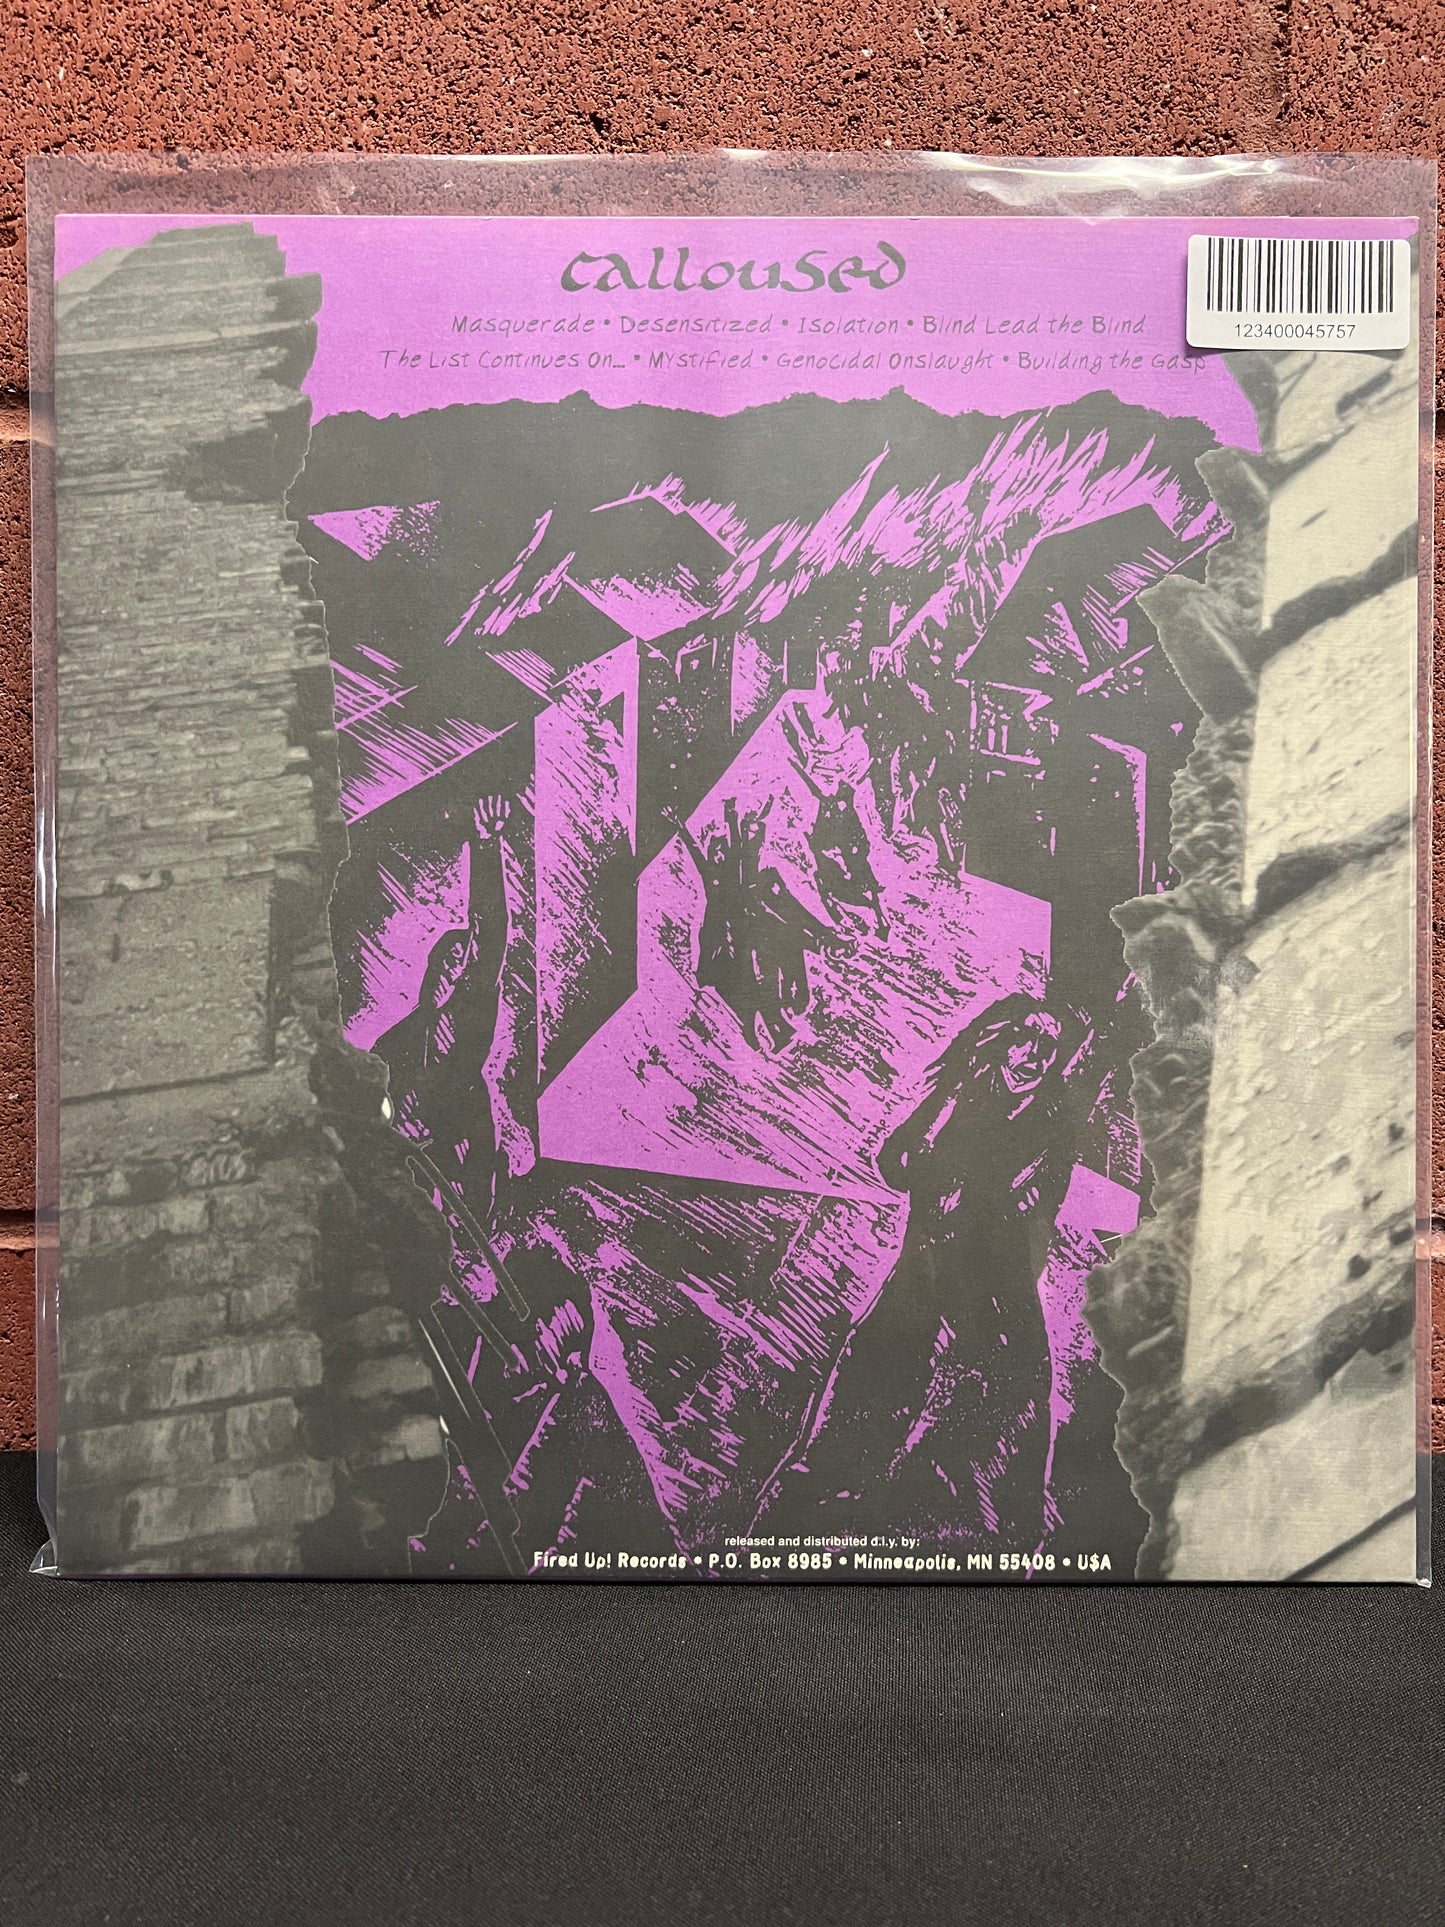 Calloused
123400045757
Masquerade • Desensitized • Isolation • Blind Lead the Blind
The List Continues On... • Mystified • Genocidal Onslaught • Building the Gasp
released and distributed d.i.y. by:
Fired Up! Records • P.O. Box 8985 • Minneapolis, MN 55408 • U$A